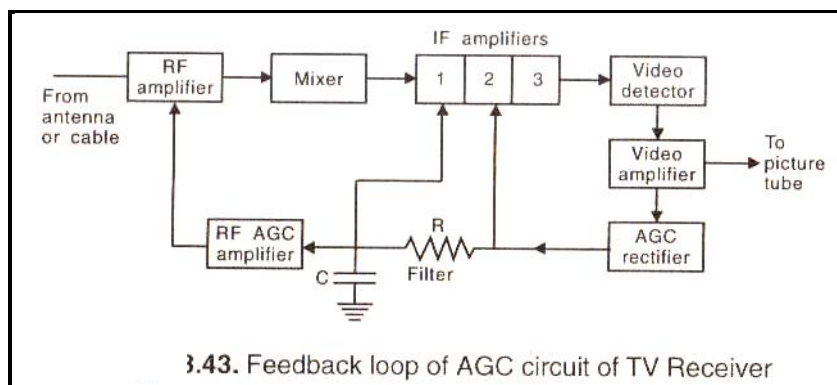 IF amplifiers
RF
amplifier
Mixer
1 2 3
Video
detector
From
antenna
or cable
Video
amplifier
To
picture
tube
RF AGC
amplifier
R
Filter
C
AGC
rectifier
3.43. Feedback loop of AGC circuit of TV Receiver